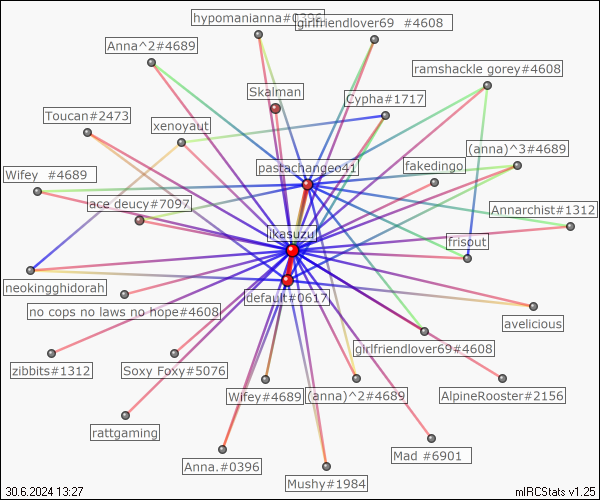 hypomanianna#0396
girlfriendlover69  #4608
Anna^2#4689
ramshackle gorey#4608
Skalman
Cypha#1717
Toucan#2473
xenoyaut
(anna)^3#4689
pastachangeo41
fakedingo
Wifey  #4689
ace deucy#7097
Annarchist#1312
ikasuzu
frisout
neokingghidorah
default#0617
no cops no laws no hope#4608
avelicious
girlfriendlover69#4608
zibbits#1312
Soxy Foxy#5076
Wifey#4689
(anna)^2#4689
AlpineRooster#2156
rattgaming
Anna.#0396
Mad #6901
Mushy#1984
30.6.2024 13:27
mIRCStats v1.25